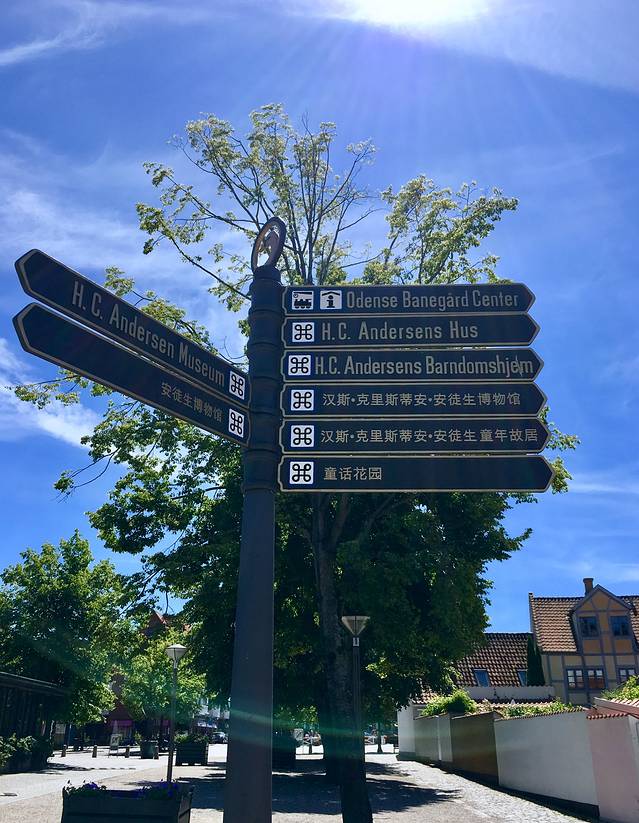 H. C. Andersen Museum
安徒生博物馆
Odense Banegård Center
H.C. Andersens Hus
H.C. Andersens Barndomshjem
汉斯•克里斯蒂安•安徒生博物馆
汉斯•克里斯蒂安•安徒生童年故居
童话花园